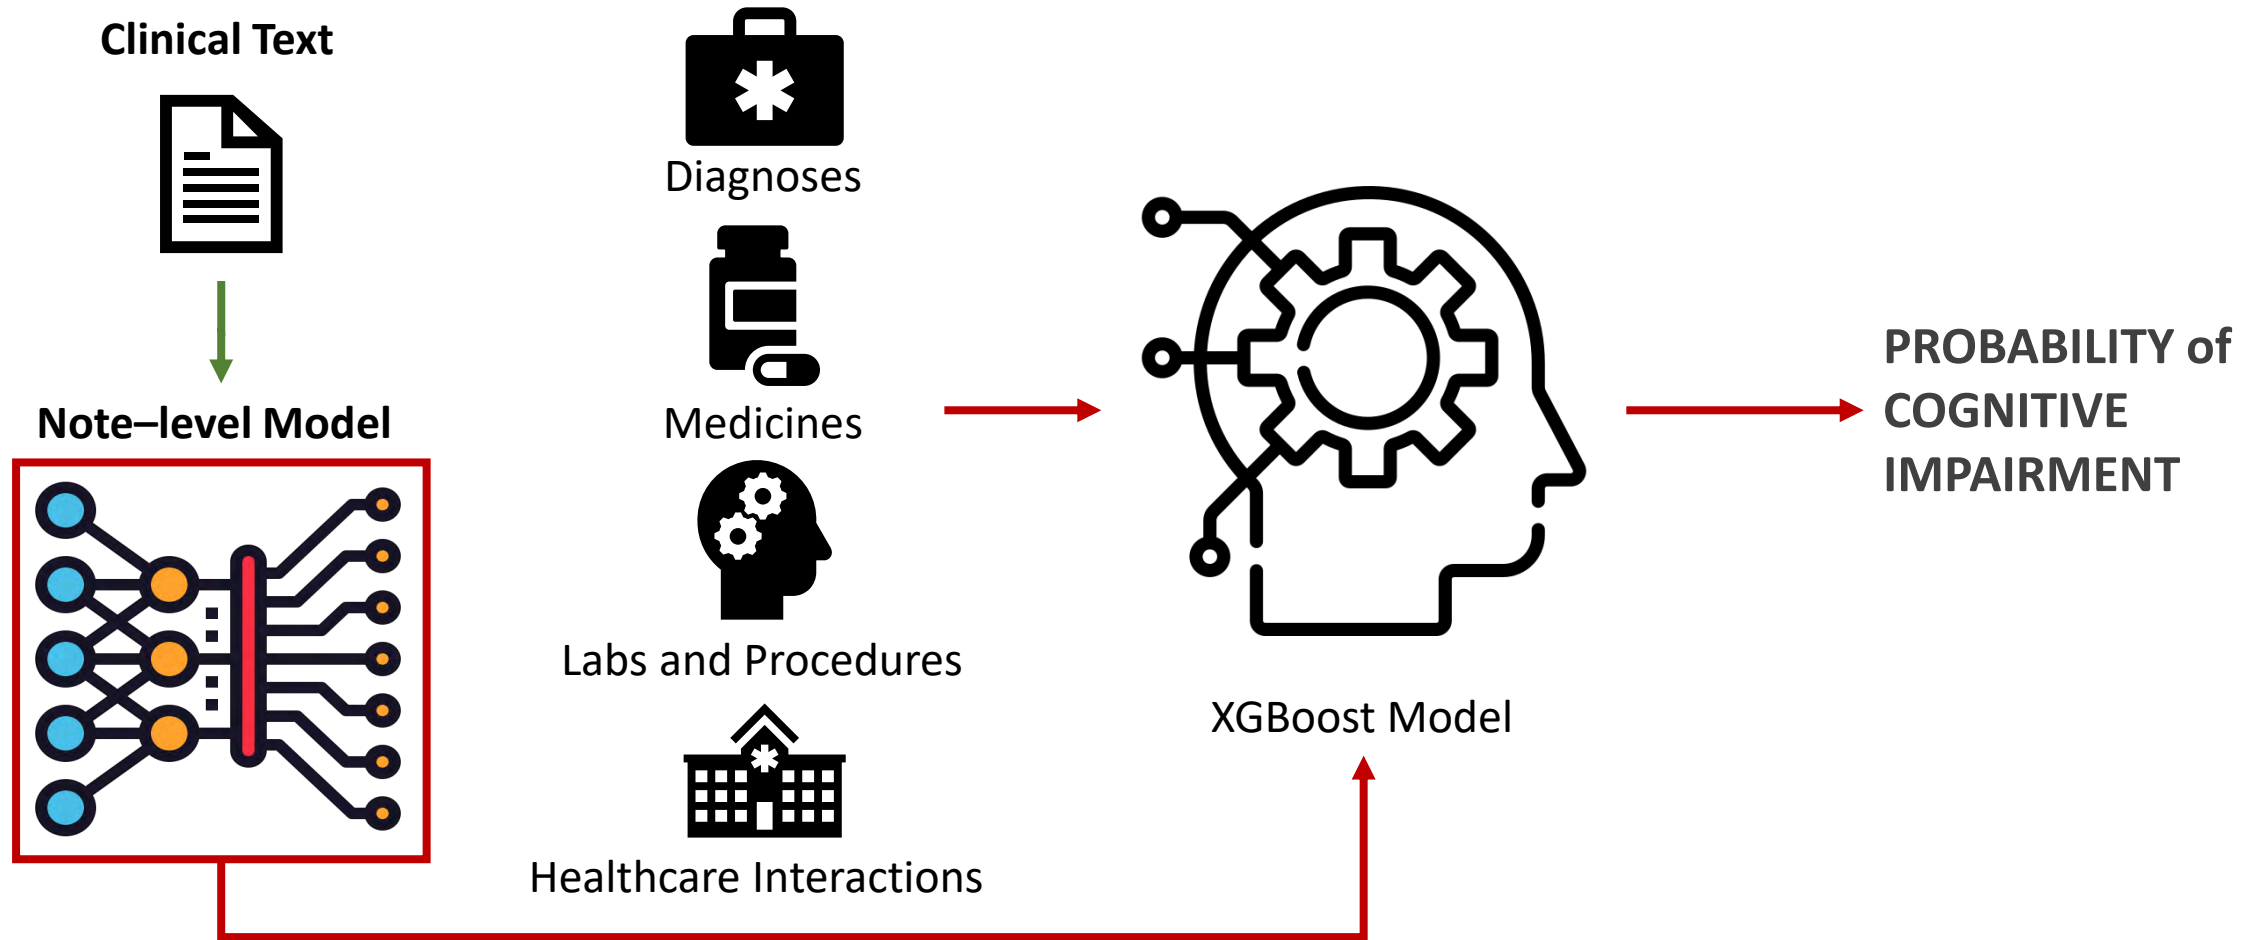 Clinical Text
Note–level Model
Diagnoses
Medicines
Labs and Procedures
Healthcare Interactions
XGBoost Model
PROBABILITY of
COGNITIVE
IMPAIRMENT